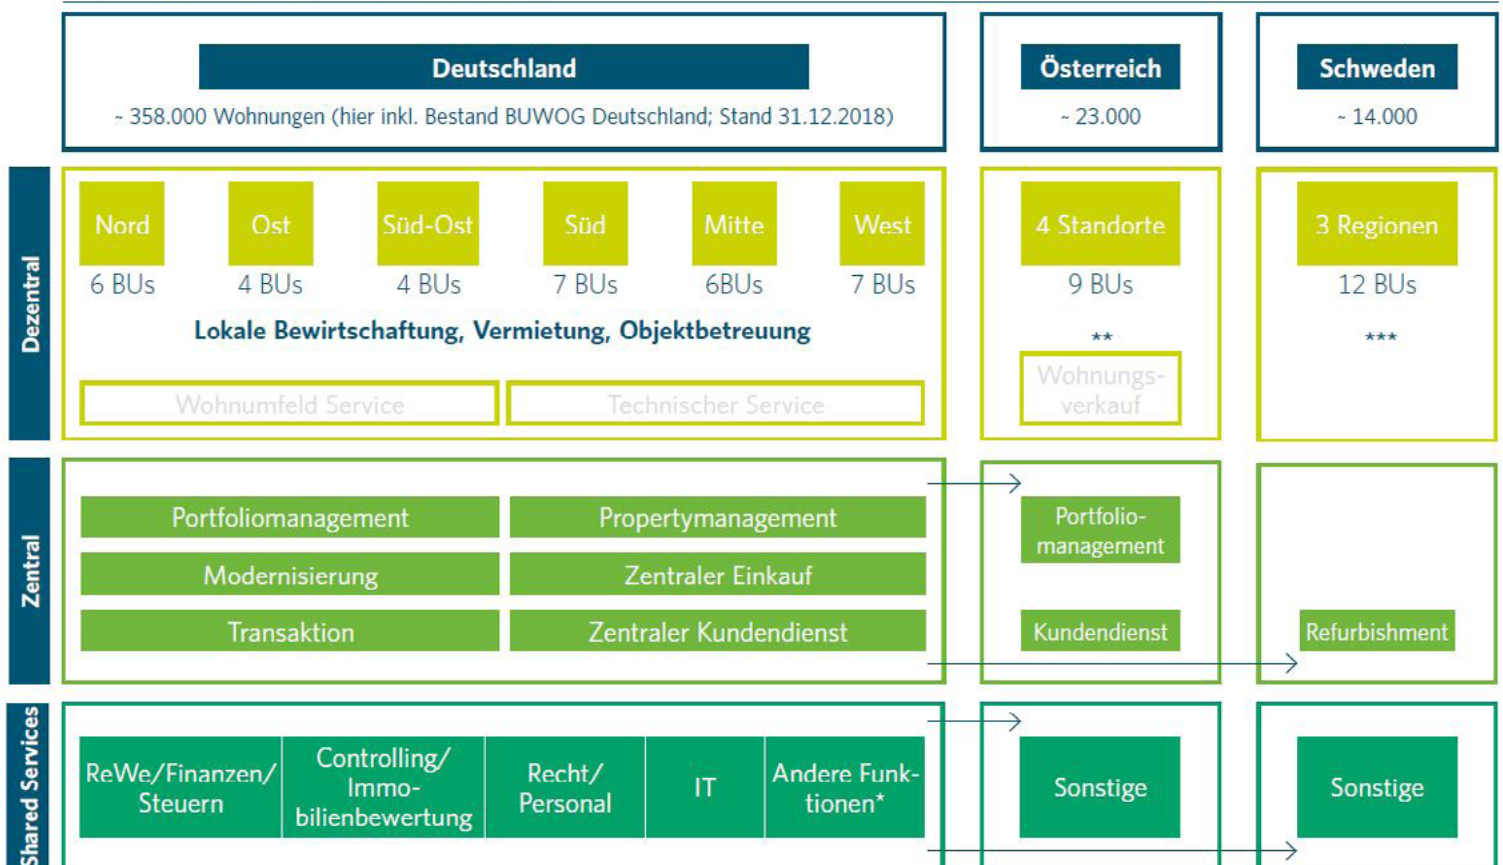 Deutschland
~ 358.000 Wohnungen (hier inkl. Bestand BUWOG Deutschland; Stand 31.12.2018)
Österreich
~ 23.000
Schweden
~ 14.000
Dezentral
Nord
Ost
Süd-Ost
Süd
Mitte
West
6 BUs
4 BUs
4 BUs
7 BUs
6BUs
7 BUs
Lokale Bewirtschaftung, Vermietung, Objektbetreuung
Wohnumfeld Service
Technischer Service
4 Standorte
9 BUs
**
Wohnungs-
verkauf
3 Regionen
12 BUs
***
Zentral
Portfoliomanagement
Propertymanagement
Modernisierung
Zentraler Einkauf
Transaktion
Zentraler Kundendienst
Portfolio-
management
Kundendienst
Refurbishment
Shared Services
ReWe/Finanzen/
Steuern
Controlling/
Immo-
bilienbewertung
Recht/
Personal
IT
Andere Funk-
tionen*
Sonstige
Sonstige